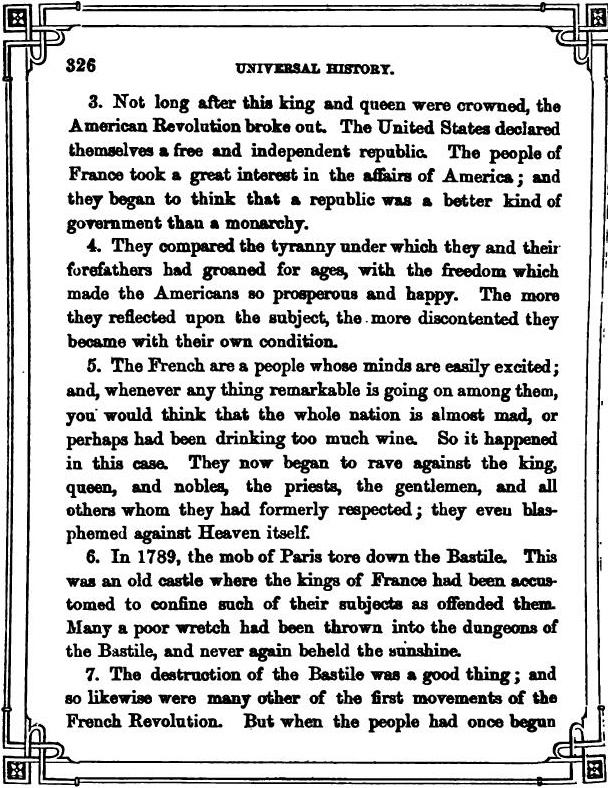 326
UNIVERSAL HISTORY.
3. Not long after this king and queen were crowned, the
American Revolution broke out. The United States declared
themselves a free and independent republic. The people of
France took a great interest in the affairs of America; and
they began to think that a republic was a better kind of
government than a monarchy.
4. They compared the tyranny under which they and their
forefathers had groaned for ages, with the freedom which
made the Americans so prosperous and happy. The more
they reflected upon the subject, the more discontented they
became with their own condition.
5. The French are a people whose minds are easily excited;
and, whenever any thing remarkable is going on among them,
you would think that the whole nation is almost mad, or
perhaps had been drinking too much wine. So it happened
in this case. They now began to rave against the king,
queen, and nobles, the priests, the gentlemen, and all
others whom they had formerly respected; they even blas-
phemed against Heaven itself.
6. In 1789, the mob of Paris tore down the Bastile. This
was an old castle where the kings of France had been accus-
tomed to confine such of their subjects as offended them.
Many a poor wretch had been thrown into the dungeons of
the Bastile, and never again beheld the sunshine.
7. The destruction of the Bastile was a good thing; and
so likewise were many other of the first movements of the
French Revolution. But when the people had once begun